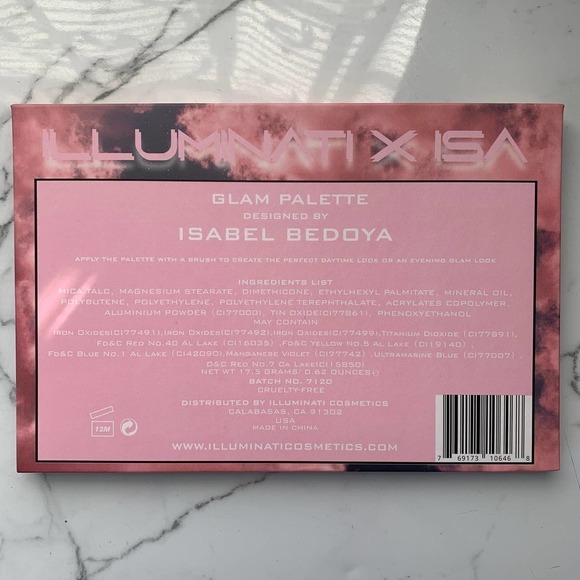 ILLUMINATI X ISA
GLAM PALETTE
DESIGNED BY
ISABEL BEDOYA
APPLY THE PALETTE WITH A BRUSH TO CREATE THE PERFECT DAYTIME LOOK OR AN EVENING GLAM LOOK
INGREDIENTS LIST
MICA,TALC, MAGNESIUM STEARATE, DIMETHICONE, ETHYLHEXYL PALMITATE, MINERAL OIL,
POLYBUTENE, POLYETHYLENE, POLYETHYLENE TEREPHTHALATE, ACRYLATES COPOLYMER,
ALUMINIUM POWDER (CI77000), TIN OXIDE(CI77861), PHENOXYETHANOL
MAY CONTAIN
IRON OXIDES(CI77491),IRON OXIDES(CI77492),IRON OXIDES(CI77499),TITANIUM DIOXIDE (CI77891),
FD&C RED NO.40 AL LAKE (CI16035) ,FD&C YELLOW NO.5 AL LAKE (CI19140) ,
FD&C BLUE NO.1 AL LAKE (CI42090),MANGANESE VIOLET (CI77742) ,ULTRAMARINE BLUE (CI77007) ,
D&C RED NO.7 CA LAKE(CI15850)
NET WT 17.5 GRAMS/ 0.62 OUNCES℮
BATCH NO. 7120
CRUELTY-FREE
DISTRIBUTED BY ILLUMINATI COSMETICS
CALABASAS, CA 91302
USA
MADE IN CHINA
12M
WWW.ILLUMINATICOSMETICS.COM
7 69173 10646 8